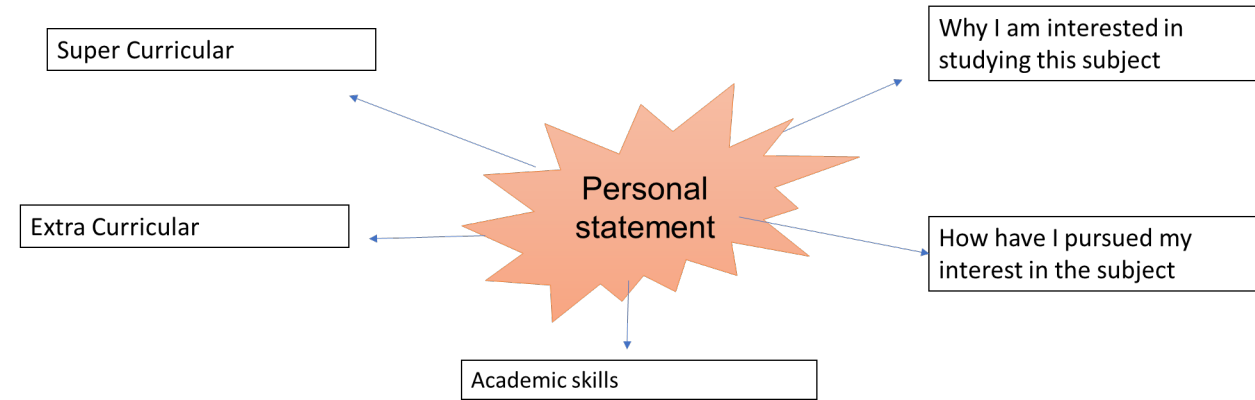 Super Curricular
Why I am interested in
studying this subject
Personal
statement
Extra Curricular
How have I pursued my
interest in the subject
Academic skills